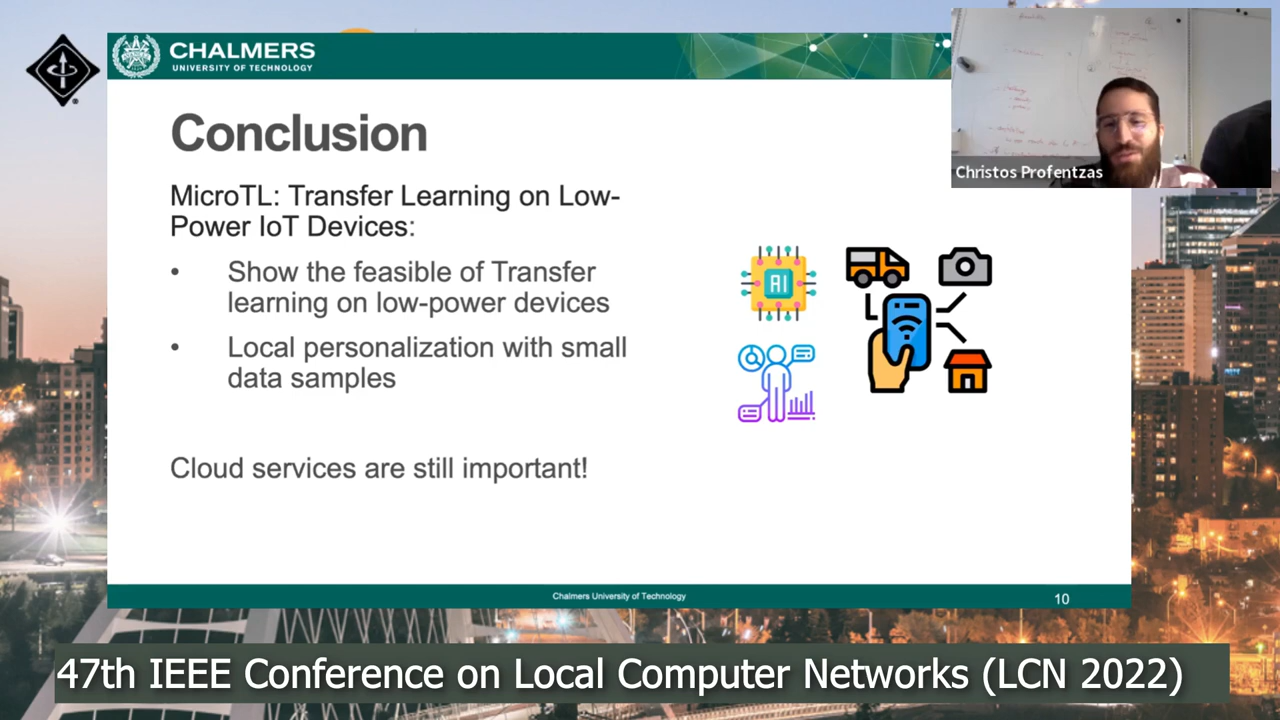 CHALMERS
UNIVERSITY OF TECHNOLOGY
Conclusion
MicroTL: Transfer Learning on Low-
Power IoT Devices:
• Show the feasible of Transfer
learning on low-power devices
• Local personalization with small
data samples
Cloud services are still important!
AI
Christos Profentzas
Chalmers University of Technology
10
47th IEEE Conference on Local Computer Networks (LCN 2022)